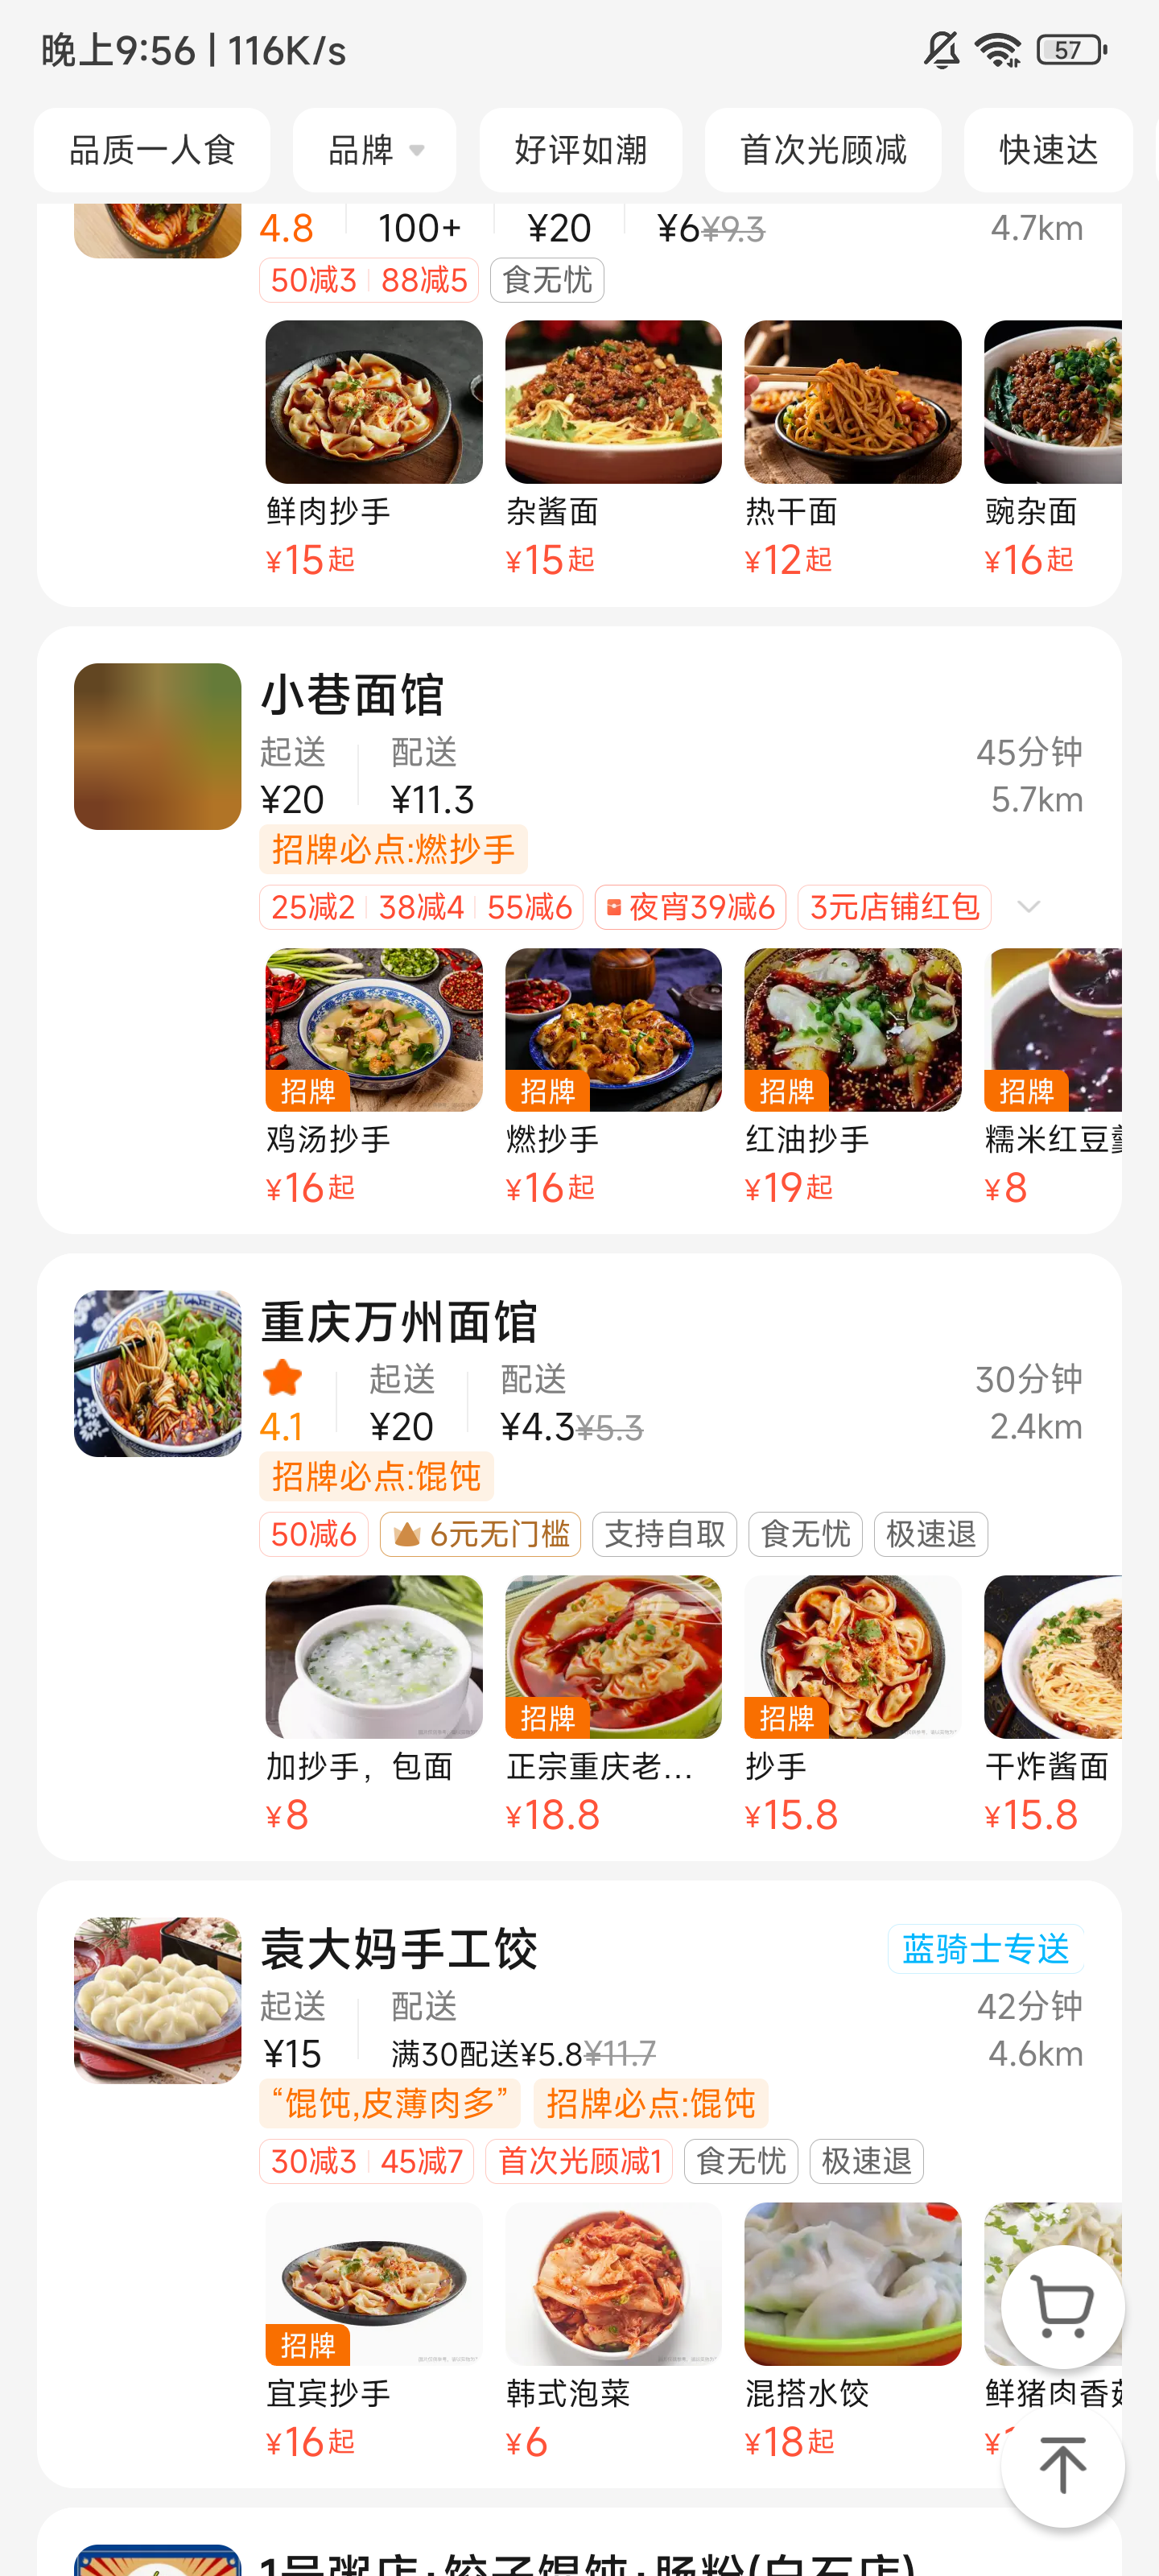 晚上9:56 | 116K/s
57
品质一人食 品牌 好评如潮 首次光顾减 快速达
4.8 100+ ¥20 ¥6¥9.3 4.7km
50减3 88减5 食无忧
鲜肉抄手 杂酱面 热干面 豌杂面
¥15起 ¥15起 ¥12起 ¥16起
小巷面馆
起送 配送 45分钟
¥20 ¥11.3 5.7km
招牌必点:燃抄手
25减2 38减4 55减6 夜宵39减6 3元店铺红包
招牌 招牌 招牌 招牌
鸡汤抄手 燃抄手 红油抄手 糯米红豆羹
¥16起 ¥16起 ¥19起 ¥8
重庆万州面馆
起送 配送 30分钟
4.1 ¥20 ¥4.3¥5.3 2.4km
招牌必点:馄饨
50减6 6元无门槛 支持自取 食无忧 极速退
招牌 招牌
加抄手，包面 正宗重庆老... 抄手 干炸酱面
¥8 ¥18.8 ¥15.8 ¥15.8
袁大妈手工饺 蓝骑士专送
起送 配送 42分钟
¥15 满30配送¥5.8¥11.7 4.6km
“馄饨,皮薄肉多” 招牌必点:馄饨
30减3 45减7 首次光顾减1 食无忧 极速退
招牌
宜宾抄手 韩式泡菜 混搭水饺 鲜猪肉香菇
¥16起 ¥6 ¥18起 ¥
1号粥店·饺子馄饨·肠粉(白石店)